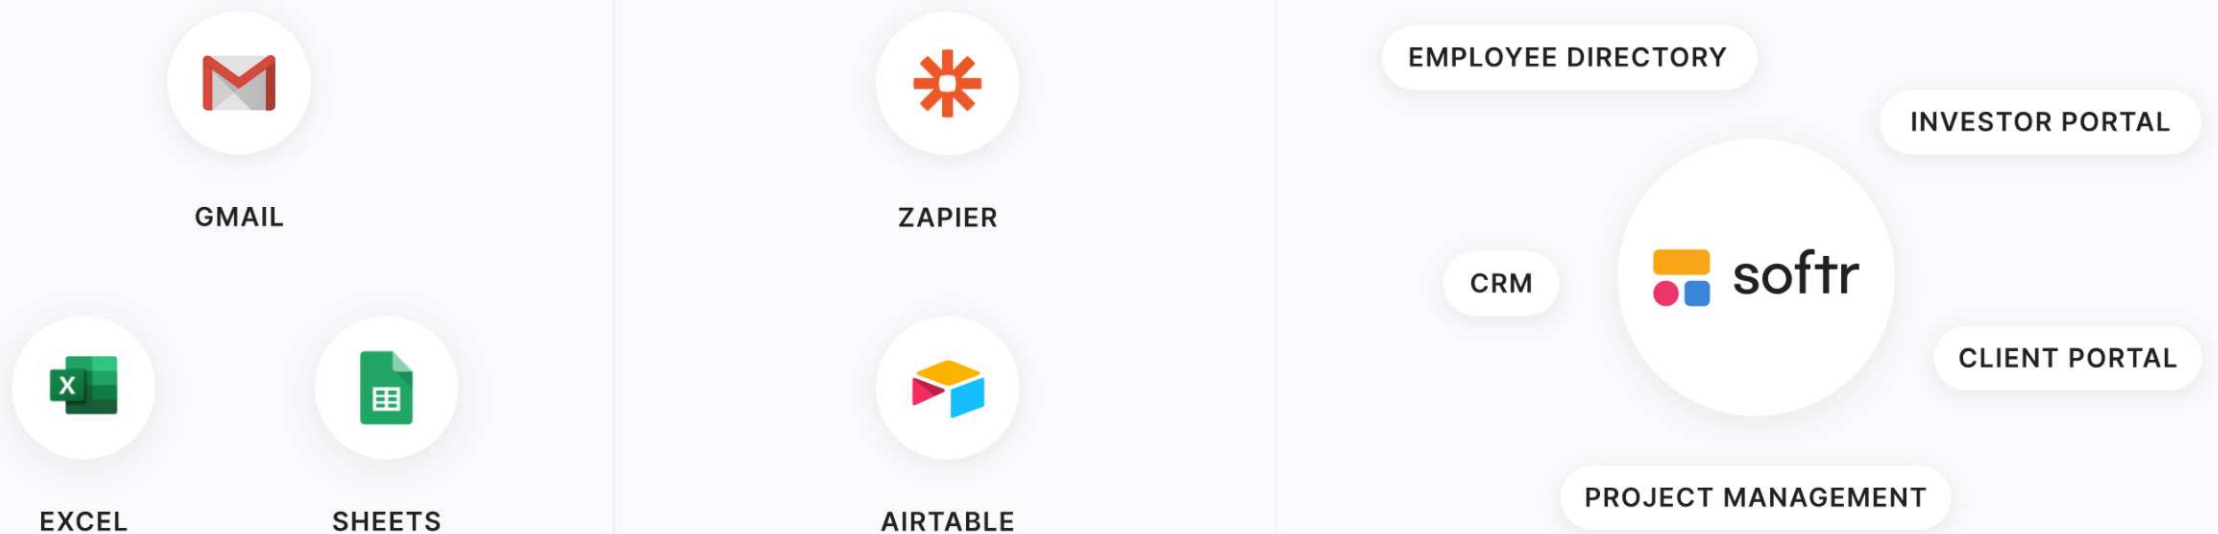 GMAIL
X
EXCEL
SHEETS
ZAPIER
AIRTABLE
EMPLOYEE DIRECTORY
INVESTOR PORTAL
CRM
softr
CLIENT PORTAL
PROJECT MANAGEMENT